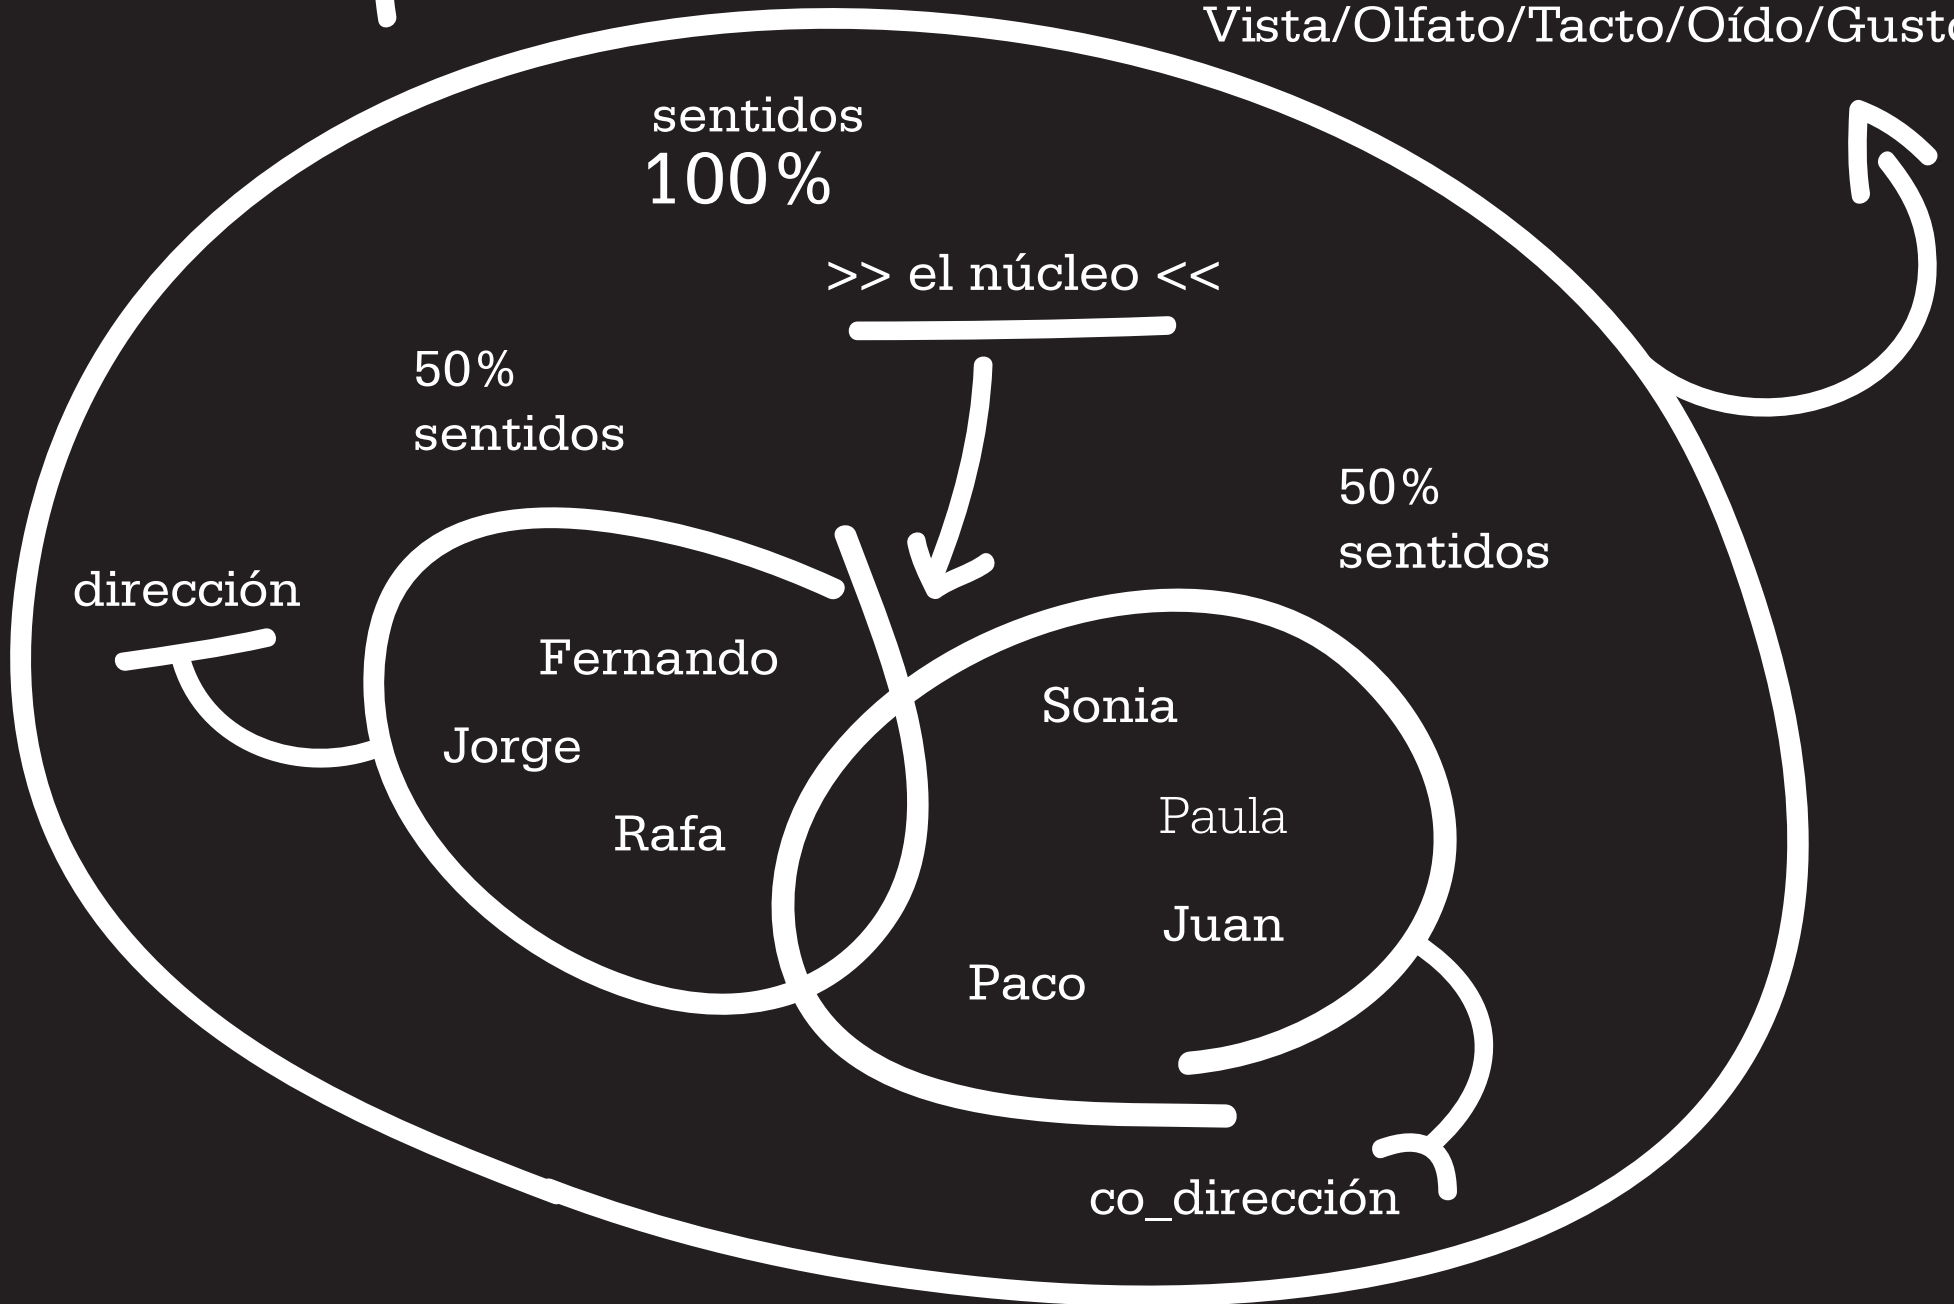 Vista/Olfato/Tacto/Oído/Gusto
sentidos
100%
>> el núcleo <<
50%
sentidos
50%
sentidos
dirección
Fernando
Sonia
Jorge
Paula
Rafa
Juan
Paco
co_dirección